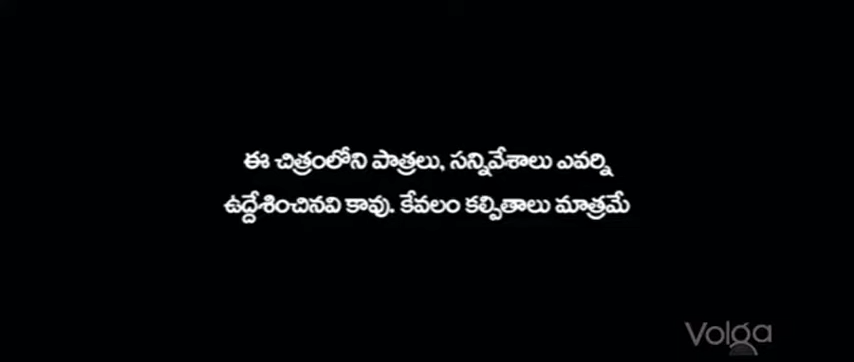 ఈ చిత్రంలోని పాత్రలు, సన్నివేశాలు ఎవర్ని
ఉద్దేశించినవి కావు. కేవలం కల్పితాలు మాత్రమే
Volga